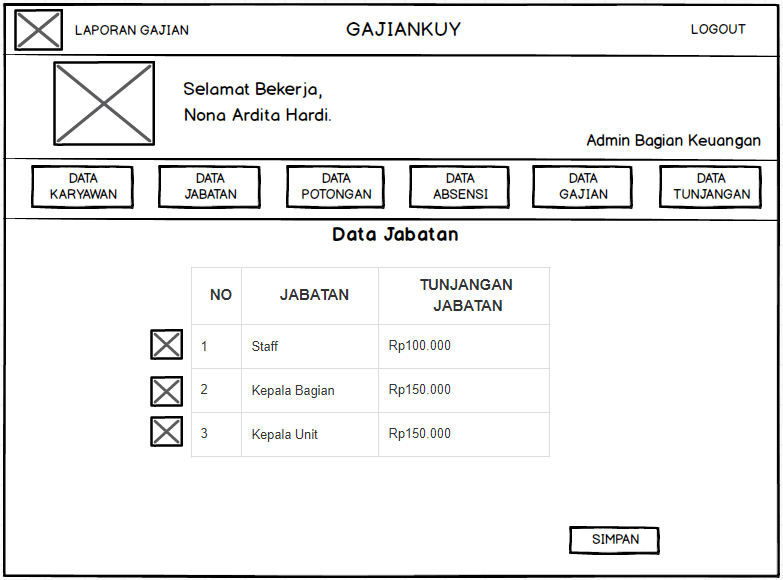 LAPORAN GAJIAN
GAJIANKUY
LOGOUT
Selamat Bekerja,
Nona Ardita Hardi.
Admin Bagian Keuangan
DATA
KARYAWAN
DATA
JABATAN
DATA
POTONGAN
DATA
ABSENSI
DATA
GAJIAN
DATA
TUNJANGAN
Data Jabatan
NO
JABATAN
TUNJANGAN
JABATAN
1
Staff
Rp100.000
2
Kepala Bagian
Rp150.000
3
Kepala Unit
Rp150.000
SIMPAN